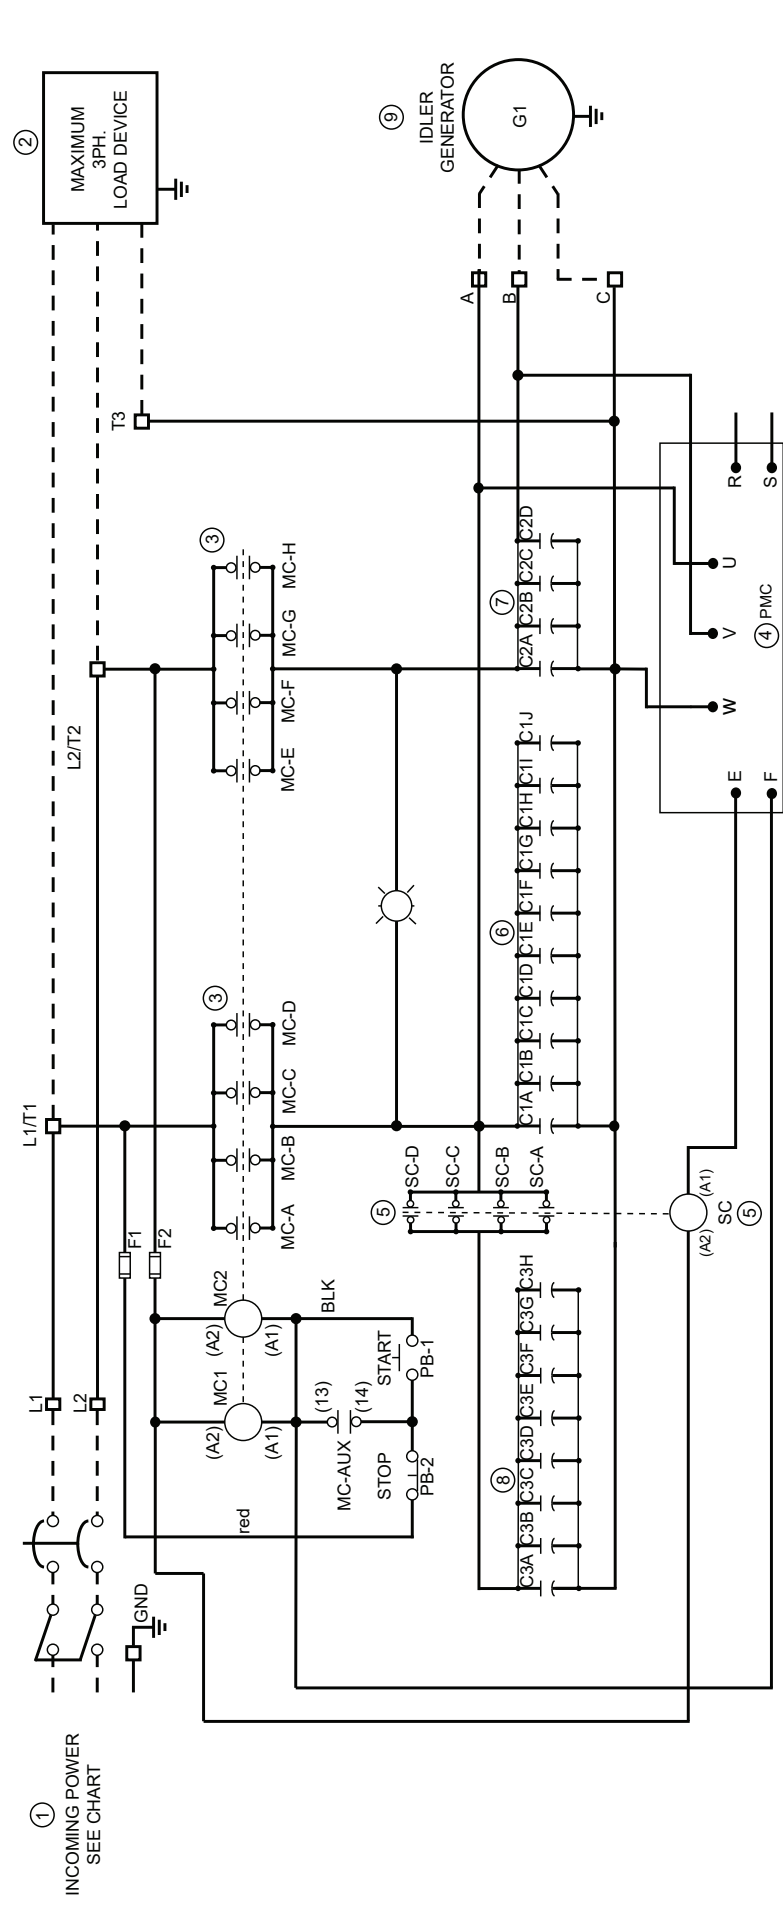 1
INCOMING POWER
SEE CHART
GND
L1
L2
L1/T1
L2/T2
T3
2
MAXIMUM
3PH.
LOAD DEVICE
F1
F2
red
MC1
(A2)
(A1)
MC2
(A2)
(A1)
BLK
MC-AUX
(13)
(14)
STOP
PB-2
START
PB-1
3
MC-A
MC-B
MC-C
MC-D
3
MC-E
MC-F
MC-G
MC-H
5
SC-D
SC-C
SC-B
SC-A
8
C3A
C3B
C3C
C3D
C3E
C3F
C3G
C3H
6
C1A
C1B
C1C
C1D
C1E
C1F
C1G
C1H
C1I
C1J
7
C2A
C2B
C2C
C2D
A
B
C
9
IDLER
GENERATOR
G1
(A2)
(A1)
SC
5
4 PMC
E
F
W
V
U
R
S